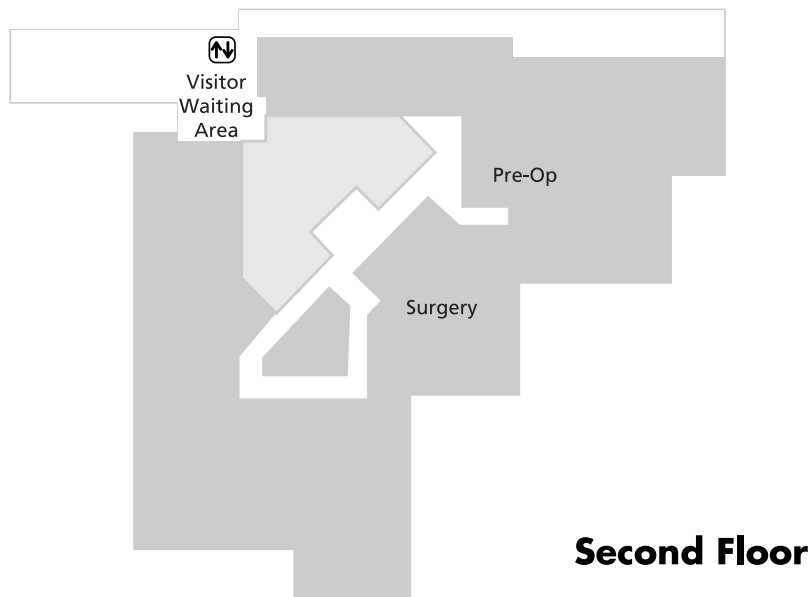 Visitor
Waiting
Area
Pre-Op
Surgery
Second Floor